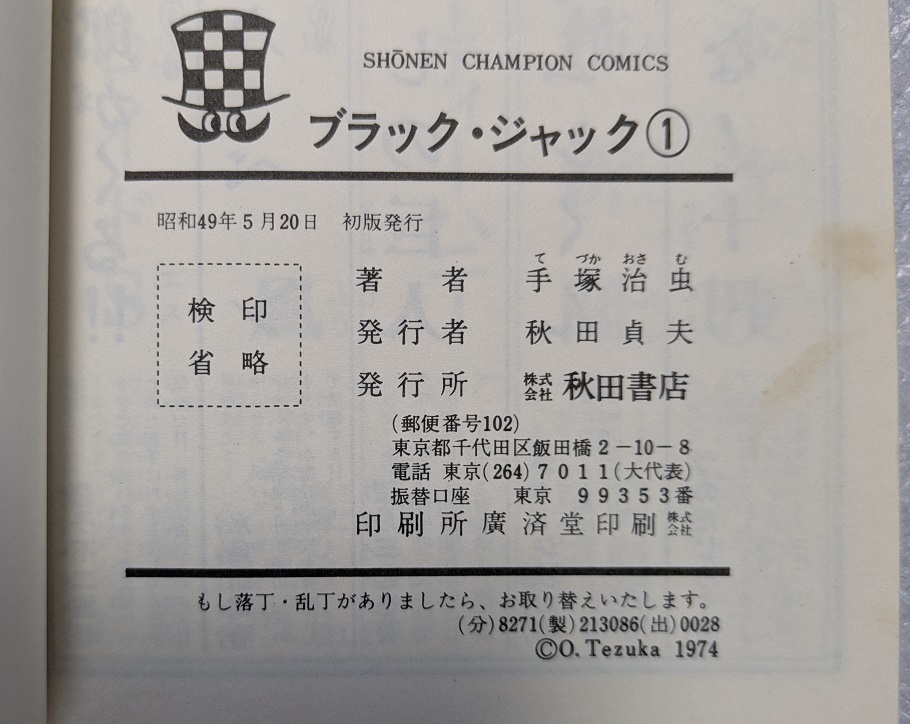 SHŌNEN CHAMPION COMICS
ブラック・ジャック①
昭和49年5月20日 初版発行
検印
省略
著者 手塚治虫
てづかおさむ
発行者 秋田貞夫
発行所 株式会社 秋田書店
(郵便番号102)
東京都千代田区飯田橋2-10-8
電話 東京(264)7011(大代表)
振替口座 東京 99353番
印刷所 廣済堂印刷株式会社
もし落丁・乱丁がありましたら、お取り替えいたします。
(分)8271(製)213086(出)0028
©O. Tezuka 1974